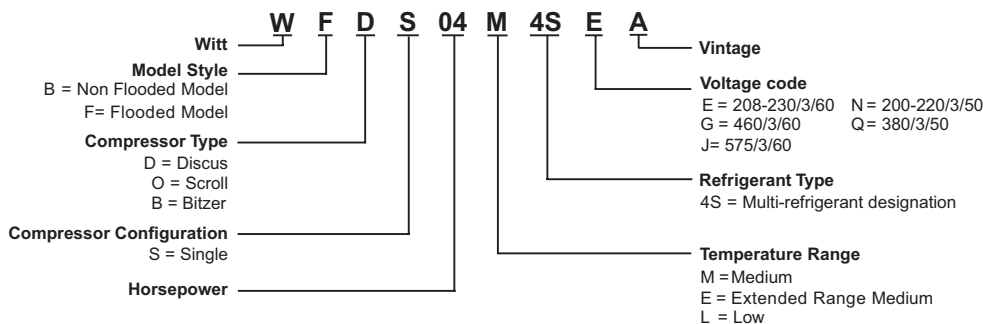 W F D S 04 M 4S E A
Witt
Model Style
B = Non Flooded Model
F= Flooded Model
Compressor Type
D = Discus
O = Scroll
B = Bitzer
Compressor Configuration
S = Single
Horsepower
Vintage
Voltage code
E = 208-230/3/60 N = 200-220/3/50
G = 460/3/60 Q = 380/3/50
J= 575/3/60
Refrigerant Type
4S = Multi-refrigerant designation
Temperature Range
M =Medium
E = Extended Range Medium
L = Low